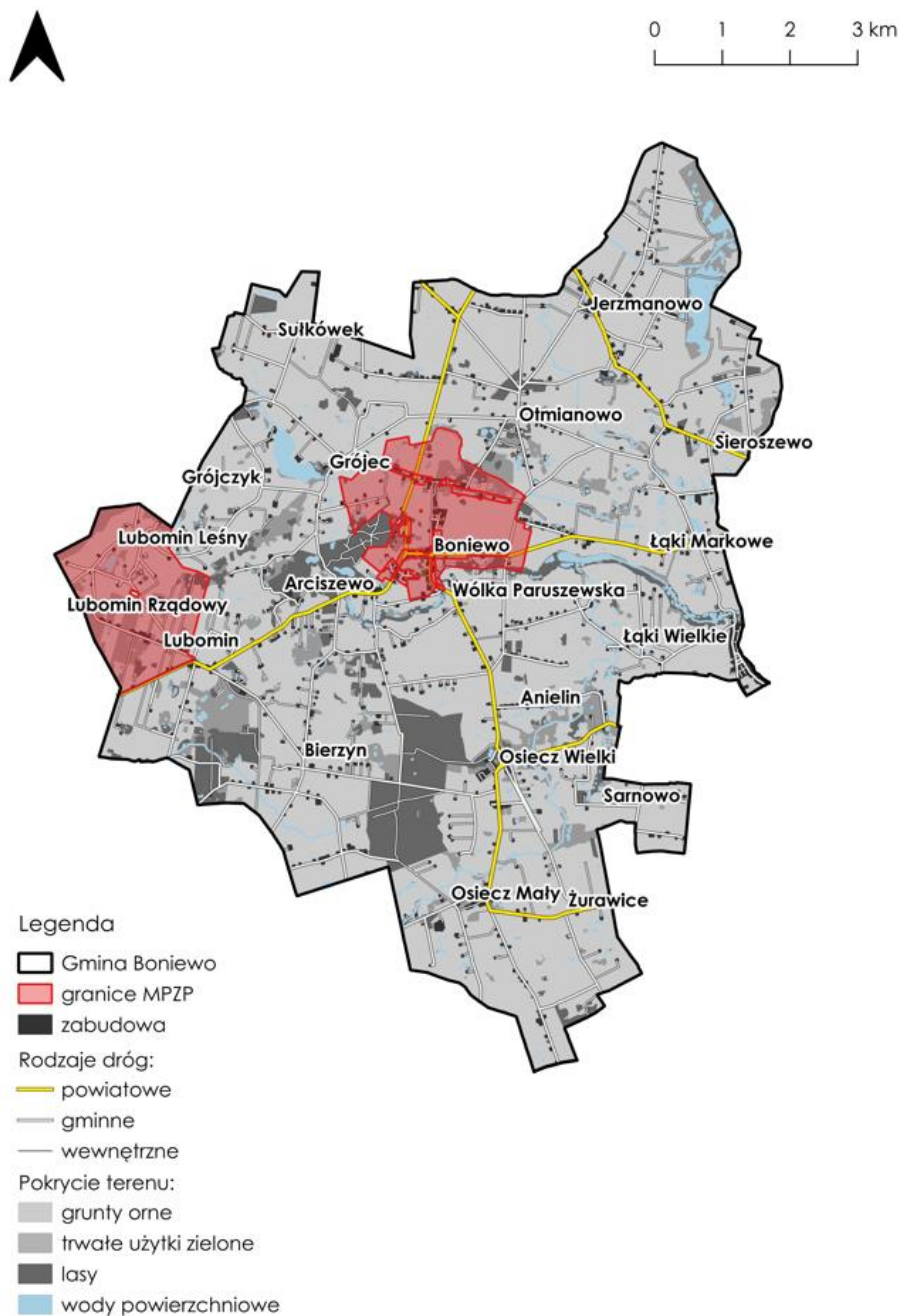 0 1 2 3 km
Jerzmanowo
Sułkówek
Otmianowo
Sieroszewo
Grójec
Grójczyk
Lubomin Leśny
Boniewo
Łąki Markowe
Arciszewo
Wólka Paruszewska
Lubomin Rządowy
Lubomin
Łąki Wielkie
Anielin
Bierzyn
Osiecz Wielki
Sarnowo
Osiecz Mały
Żurawice
Legenda
Gmina Boniewo
granice MPZP
zabudowa
Rodzaje dróg:
powiatowe
gminne
wewnętrzne
Pokrycie terenu:
grunty orne
trwałe użytki zielone
lasy
wody powierzchniowe